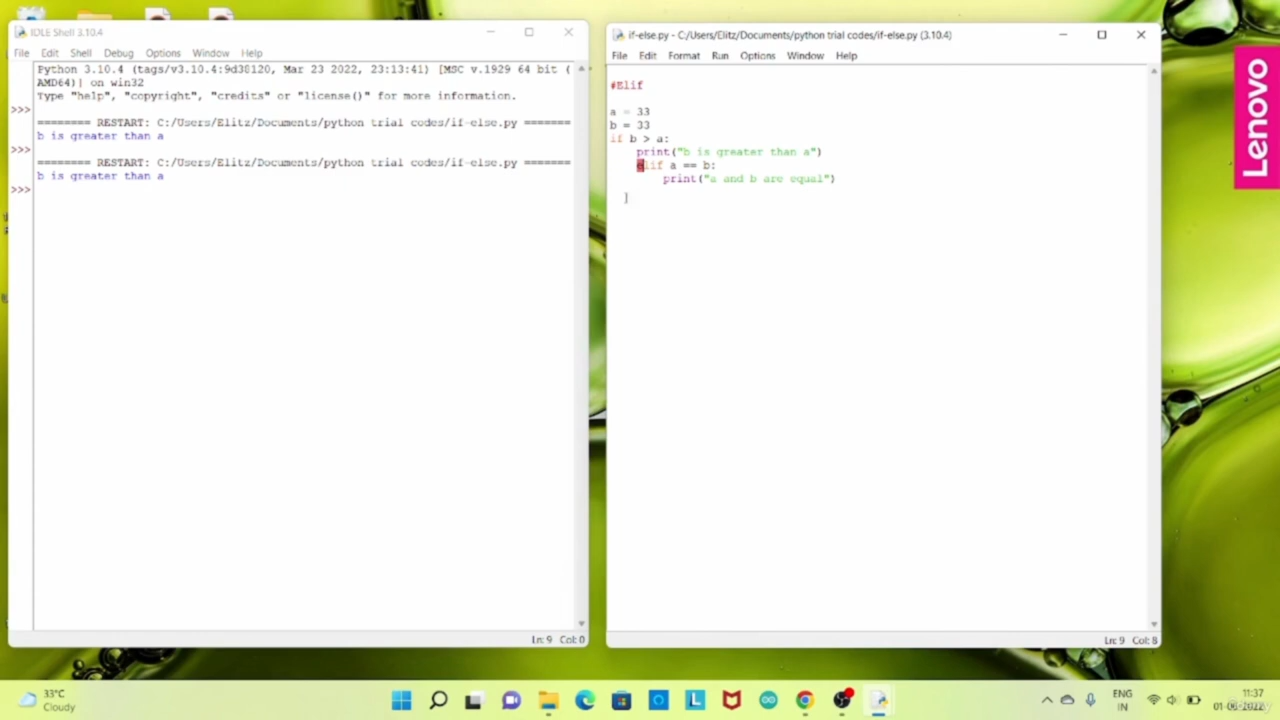 IDLE Shell 3.10.4
File Edit Shell Debug Options Window Help
Python 3.10.4 (tags/v3.10.4:9d38120, Mar 23 2022, 23:13:41) [MSC v.1929 64 bit (
AMD64)] on win32
Type "help", "copyright", "credits" or "license()" for more information.
>>>
======== RESTART: C:/Users/Elitz/Documents/python trial codes/if-else.py =======
b is greater than a
>>>
======== RESTART: C:/Users/Elitz/Documents/python trial codes/if-else.py =======
b is greater than a
>>>
Ln: 9 Col: 0
if-else.py - C:/Users/Elitz/Documents/python trial codes/if-else.py (3.10.4)
File Edit Format Run Options Window Help
#Elif
a = 33
b = 33
if b > a:
print("b is greater than a")
elif a == b:
print("a and b are equal")
Ln: 9 Col: 8
Lenovo
33°C
Cloudy
ENG
IN
11:37
01-08-2022